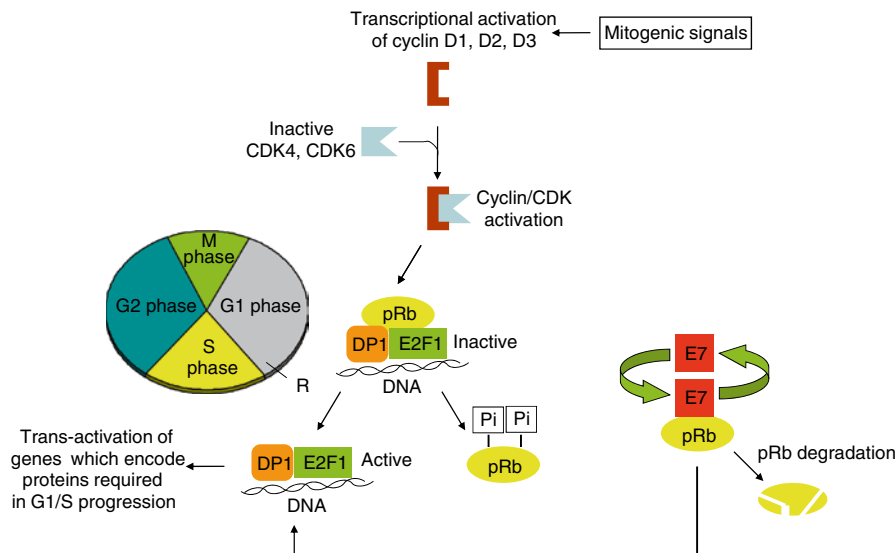 Transcriptional activation
of cyclin D1, D2, D3
Mitogenic signals
Inactive
CDK4, CDK6
Cyclin/CDK
activation
M
phase
G2 phase
G1 phase
S
phase
R
pRb
DP1
E2F1
Inactive
DNA
E7
E7
pRb
pRb degradation
Pi
Pi
pRb
Trans-activation of
genes which encode
proteins required
in G1/S progression
DP1
E2F1
Active
DNA